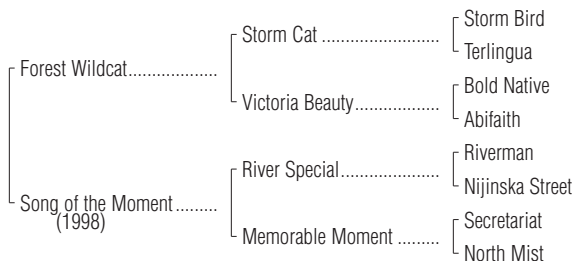 Storm Bird
Storm Cat ........................
Terlingua
Forest Wildcat..................
Bold Native
Victoria Beauty.................
Abifaith
Riverman
River Special....................
Nijinska Street
Song of the Moment .........
(1998)
Secretariat
Memorable Moment .........
North Mist